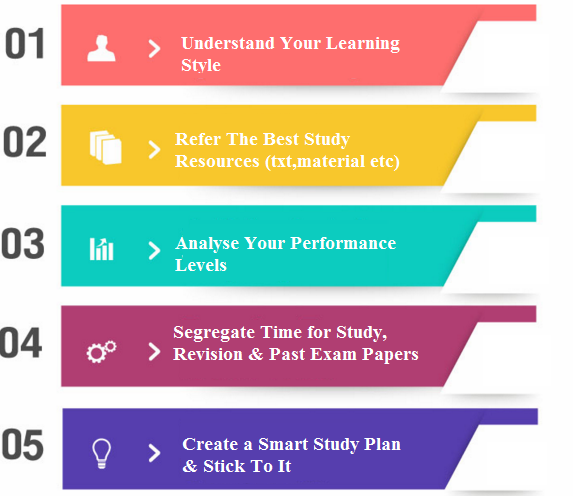 01
Understand Your Learning
Style
02
Refer The Best Study
Resources (txt,material etc)
03
Analyse Your Performance
Levels
04
Segregate Time for Study,
Revision & Past Exam Papers
05
Create a Smart Study Plan
& Stick To It